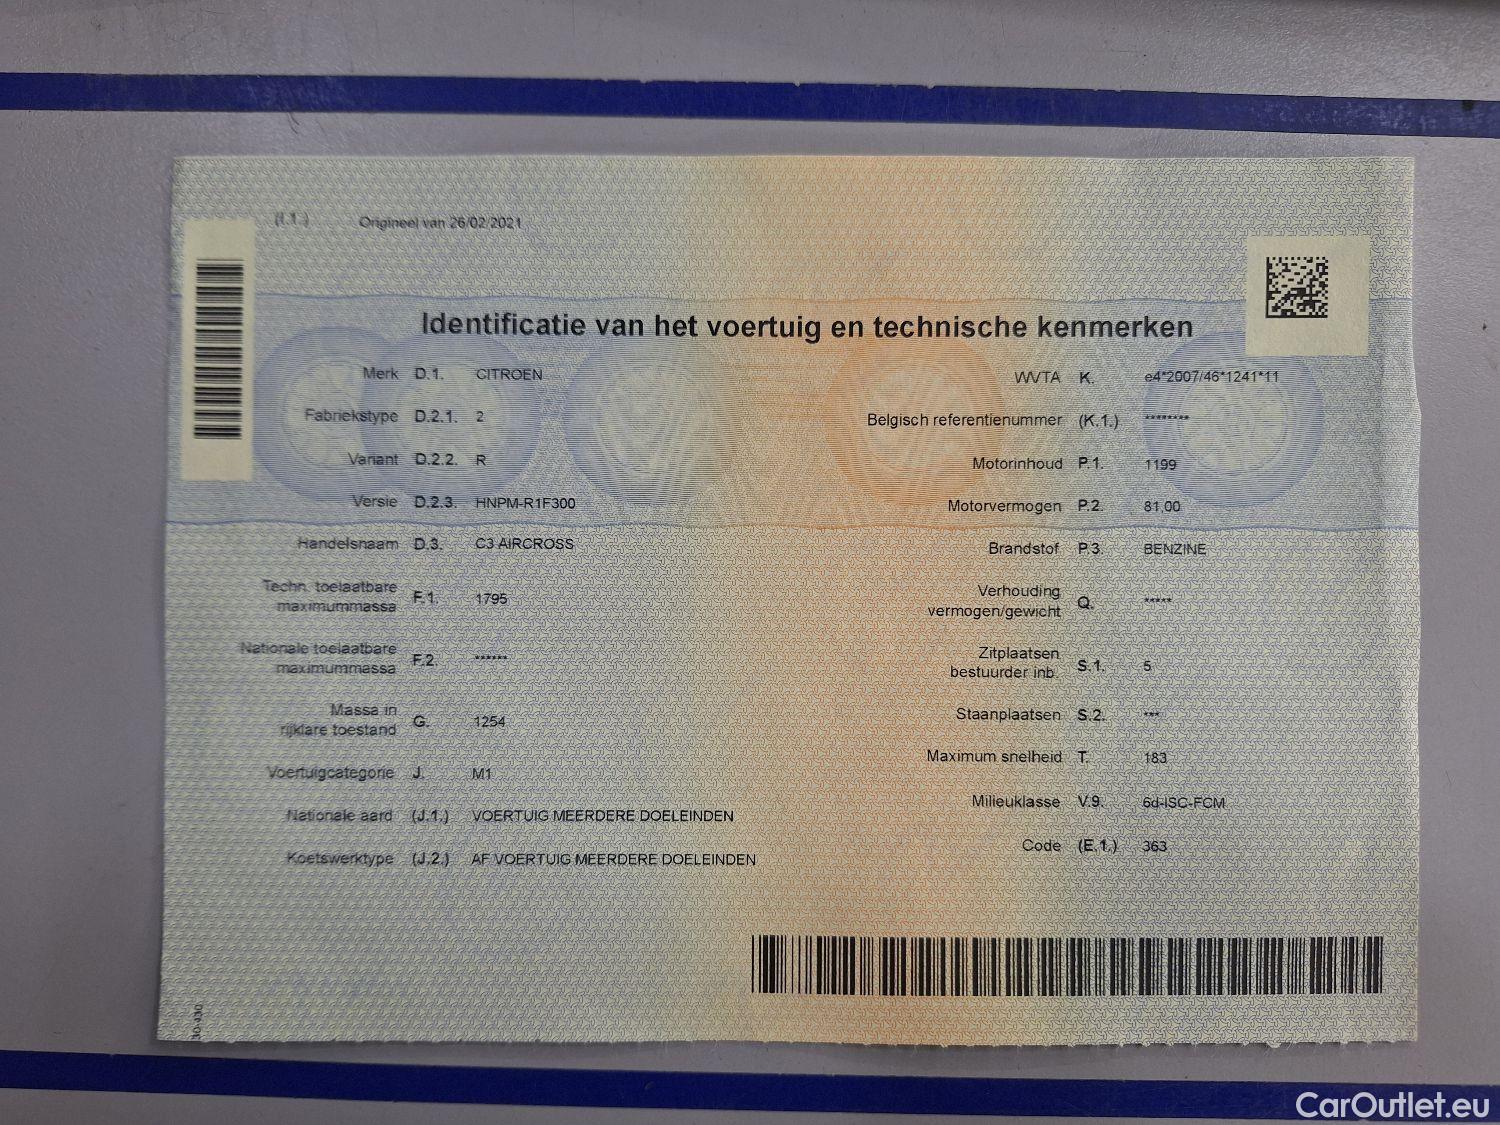 (I.1.) Origineel van 26/02/2021
Identificatie van het voertuig en technische kenmerken
Merk D.1. CITROEN
Fabriekstype D.2.1. 2
Variant D.2.2. R
Versie D.2.3. HNPM-R1F300
Handelsnaam D.3. C3 AIRCROSS
Techn. toelaatbare
maximummassa F.1. 1795
Nationale toelaatbare
maximummassa F.2. ******
Massa in
rijklare toestand G. 1254
Voertuigcategorie J. M1
Nationale aard (J.1.) VOERTUIG MEERDERE DOELEINDEN
Koetswerktype (J.2.) AF VOERTUIG MEERDERE DOELEINDEN
WVTA K. e4*2007/46*1241*11
Belgisch referentienummer (K.1.) ********
Motorinhoud P.1. 1199
Motorvermogen P.2. 81,00
Brandstof P.3. BENZINE
Verhouding
vermogen/gewicht Q. *****
Zitplaatsen
bestuurder inb. S.1. 5
Staanplaatsen S.2. ***
Maximum snelheid T. 183
Milieuklasse V.9. 6d-ISC-FCM
Code (E.1.) 363
30-430
CarOutlet.eu